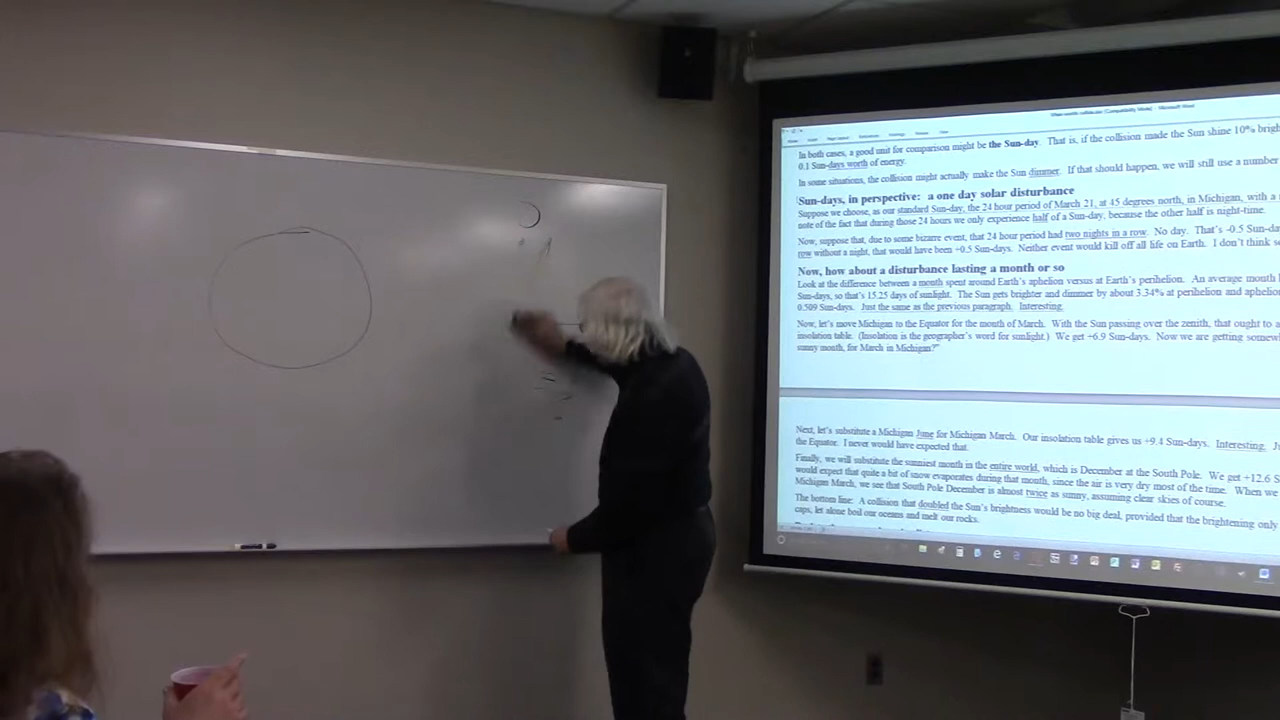 When worlds collide.doc [Compatibility Mode] - Microsoft Word
In both cases, a good unit for comparison might be the Sun-day. That is, if the collision made the Sun shine 10% brigh
0.1 Sun-days worth of energy.
In some situations, the collision might actually make the Sun dimmer. If that should happen, we will still use a number
Sun-days, in perspective: a one day solar disturbance
Suppose we choose, as our standard Sun-day, the 24 hour period of March 21, at 45 degrees north, in Michigan, with a
note of the fact that during those 24 hours we only experience half of a Sun-day, because the other half is night-time.
Now, suppose that, due to some bizarre event, that 24 hour period had two nights in a row. No day. That's -0.5 Sun-da
row without a night, that would have been +0.5 Sun-days. Neither event would kill off all life on Earth. I don't think s
Now, how about a disturbance lasting a month or so
Look at the difference between a month spent around Earth's aphelion versus at Earth's perihelion. An average month
Sun-days, so that's 15.25 days of sunlight. The Sun gets brighter and dimmer by about 3.34% at perihelion and aphelio
0.509 Sun-days. Just the same as the previous paragraph. Interesting.
Now, let's move Michigan to the Equator for the month of March. With the Sun passing over the zenith, that ought to a
insolation table. (Insolation is the geographer's word for sunlight.) We get +6.9 Sun-days. Now we are getting somew
sunny month, for March in Michigan?"
Next, let's substitute a Michigan June for Michigan March. Our insolation table gives us +9.4 Sun-days. Interesting. J
the Equator. I never would have expected that.
Finally, we will substitute the sunniest month in the entire world, which is December at the South Pole. We get +12.6 S
would expect that quite a bit of snow evaporates during that month, since the air is very dry most of the time. When we
Michigan March, we see that South Pole December is almost twice as sunny, assuming clear skies of course.
The bottom line: A collision that doubled the Sun's brightness would be no big deal, provided that the brightening only
caps, let alone boil our oceans and melt our rocks.